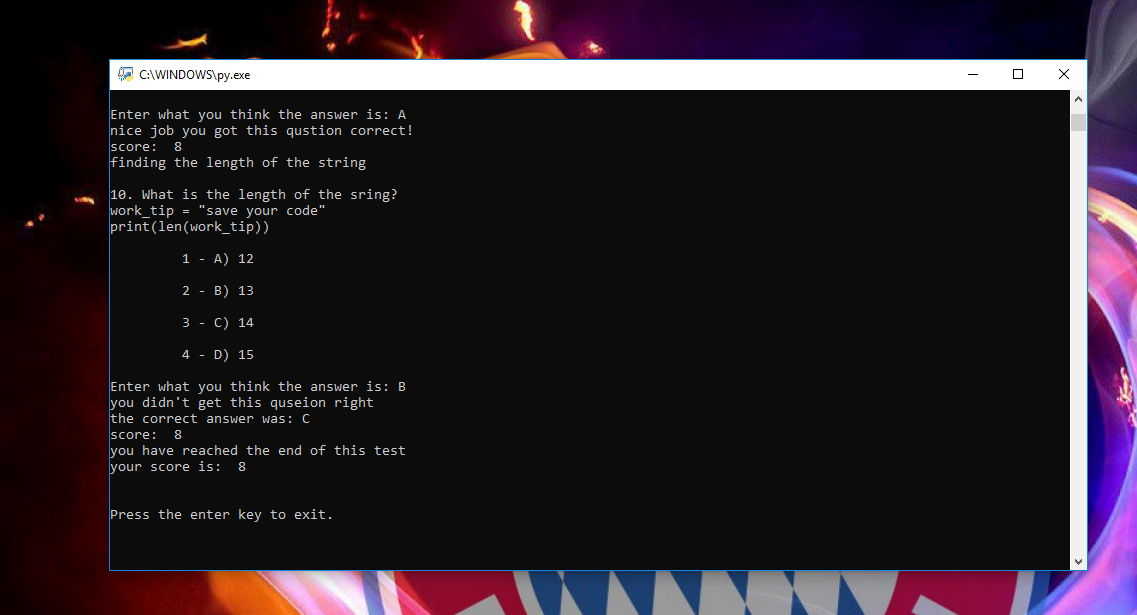 C:\WINDOWS\py.exe
Enter what you think the answer is: A
nice job you got this qustion correct!
score:  8
finding the length of the string
10. What is the length of the sring?
work_tip = "save your code"
print(len(work_tip))
1 - A) 12
2 - B) 13
3 - C) 14
4 - D) 15
Enter what you think the answer is: B
you didn't get this quseion right
the correct answer was: C
score:  8
you have reached the end of this test
your score is:  8
Press the enter key to exit.